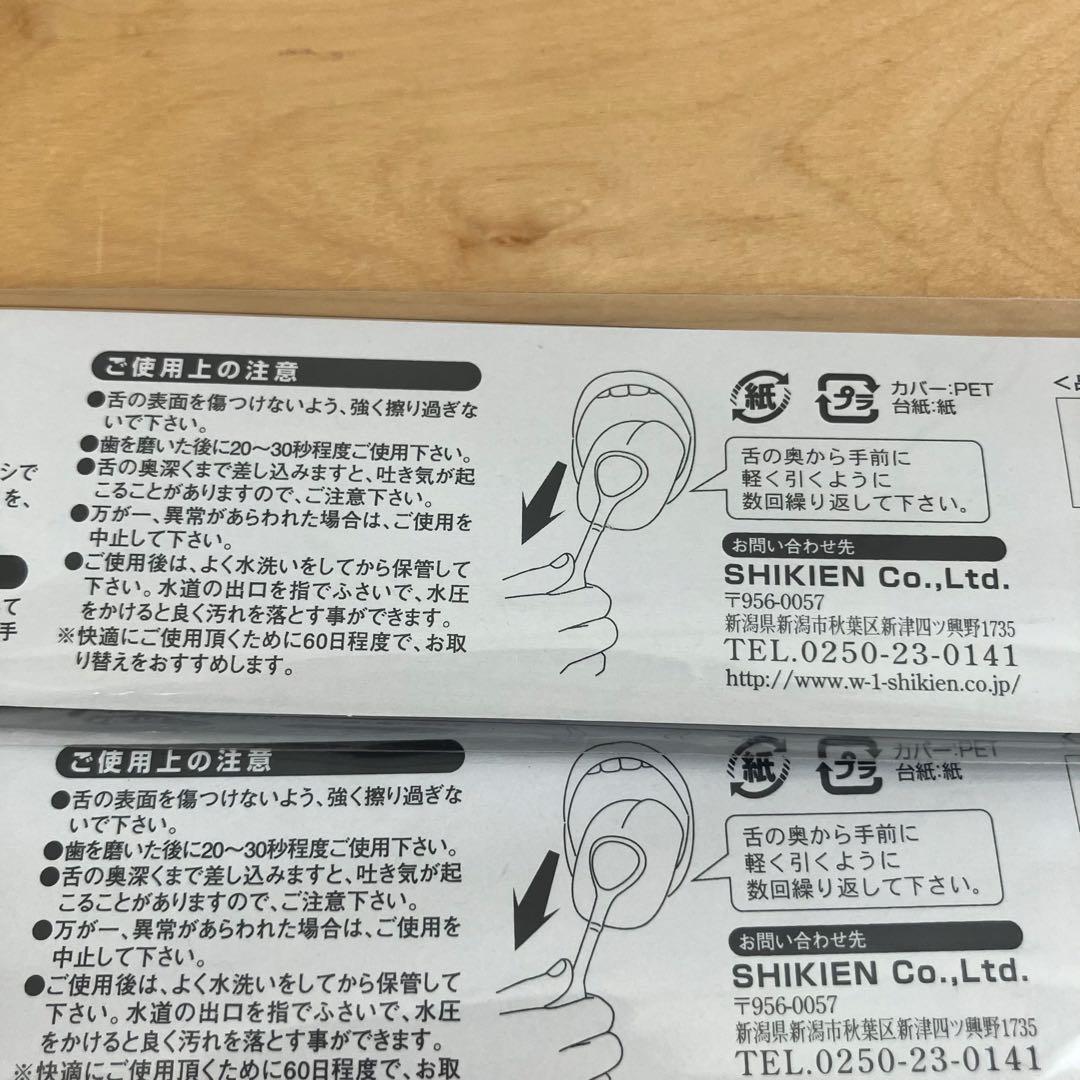 ご使用上の注意
●舌の表面を傷つけないよう、強く擦り過ぎな
いで下さい。
●歯を磨いた後に20〜30秒程度ご使用下さい。
●舌の奥深くまで差し込みますと、吐き気が起
こることがありますので、ご注意下さい。
●万が一、異常があらわれた場合は、ご使用を
中止して下さい。
●ご使用後は、よく水洗いをしてから保管して
下さい。水道の出口を指でふさいで、水圧
をかけると良く汚れを落とす事ができます。
※快適にご使用頂くために60日程度で、お取
り替えをおすすめします。
シで
を、
て
手
紙
プラ
カバー:PET
台紙:紙
舌の奥から手前に
軽く引くように
数回繰り返して下さい。
お問い合わせ先
SHIKIEN Co.,Ltd.
〒956-0057
新潟県新潟市秋葉区新津四ツ興野1735
TEL.0250-23-0141
http://www.w-1-shikien.co.jp/
ご使用上の注意
●舌の表面を傷つけないよう、強く擦り過ぎな
いで下さい。
●歯を磨いた後に20〜30秒程度ご使用下さい。
●舌の奥深くまで差し込みますと、吐き気が起
こることがありますので、ご注意下さい。
●万が一、異常があらわれた場合は、ご使用を
中止して下さい。
●ご使用後は、よく水洗いをしてから保管して
下さい。水道の出口を指でふさいで、水圧
をかけると良く汚れを落とす事ができます。
※快適にご使用頂くために60日程度で、お取
紙
プラ
カバー:PET
台紙:紙
舌の奥から手前に
軽く引くように
数回繰り返して下さい。
お問い合わせ先
SHIKIEN Co.,Ltd.
〒956-0057
新潟県新潟市秋葉区新津四ツ興野1735
TEL.0250-23-0141